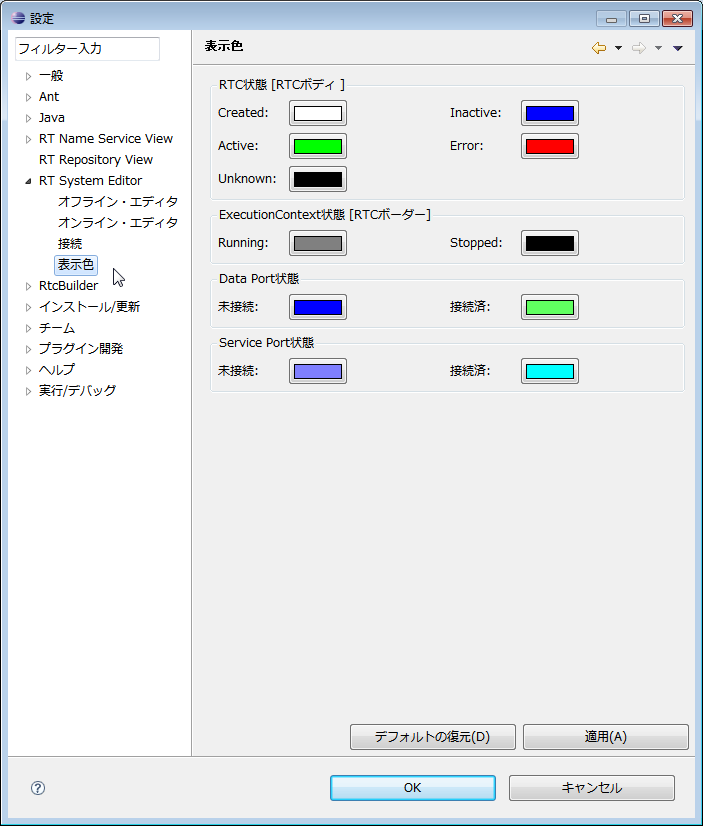 設定
フィルター入力
一般
Ant
Java
RT Name Service View
RT Repository View
RT System Editor
オフライン・エディタ
オンライン・エディタ
接続
表示色
RtcBuilder
インストール/更新
チーム
プラグイン開発
ヘルプ
実行/デバッグ
表示色
RTC状態 [RTCボディ ]
Created: Inactive:
Active: Error:
Unknown:
ExecutionContext状態 [RTCボーダー]
Running: Stopped:
Data Port状態
未接続: 接続済:
Service Port状態
未接続: 接続済:
デフォルトの復元(D) 適用(A)
? OK キャンセル